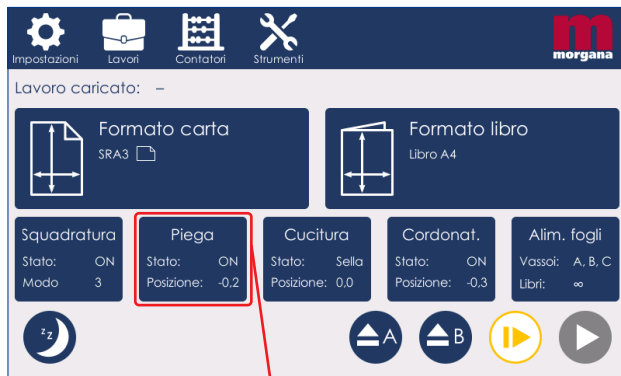 Impostazioni Lavori Contatori Strumenti
morgana
Lavoro caricato: –
Formato carta
SRA3
Formato libro
Libro A4
Squadratura
Stato: ON
Modo 3
Piega
Stato: ON
Posizione: -0,2
Cucitura
Stato: Sella
Posizione: 0,0
Cordonat.
Stato: ON
Posizione: -0,3
Alim. fogli
Vassoi: A, B, C
Libri: ∞
z z
A
B